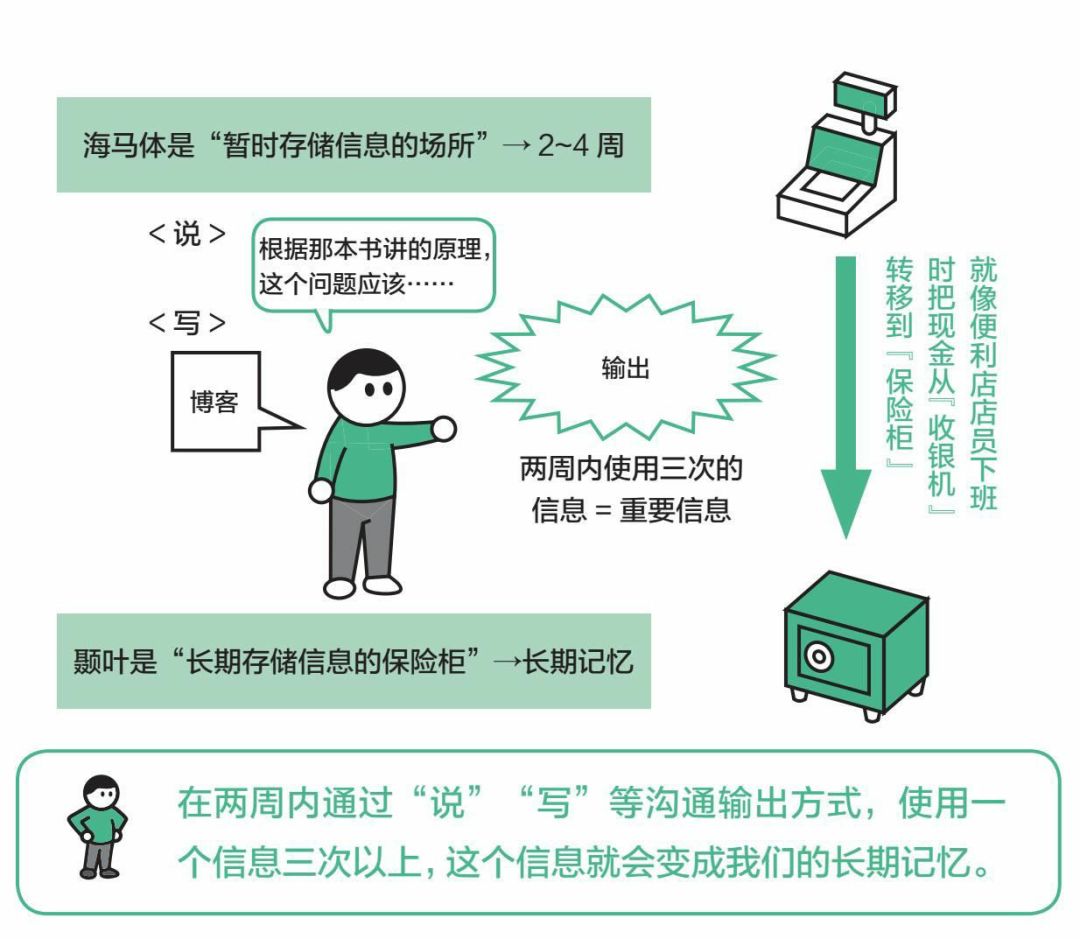 海马体是“暂时存储信息的场所”→ 2~4 周
<说>
根据那本书讲的原理，
这个问题应该……
<写>
博客
输出
两周内使用三次的
信息 = 重要信息
就像便利店店员下班
时把现金从『收银机』
转移到『保险柜』
颞叶是“长期存储信息的保险柜”→长期记忆
在两周内通过“说”“写”等沟通输出方式，使用一
个信息三次以上，这个信息就会变成我们的长期记忆。